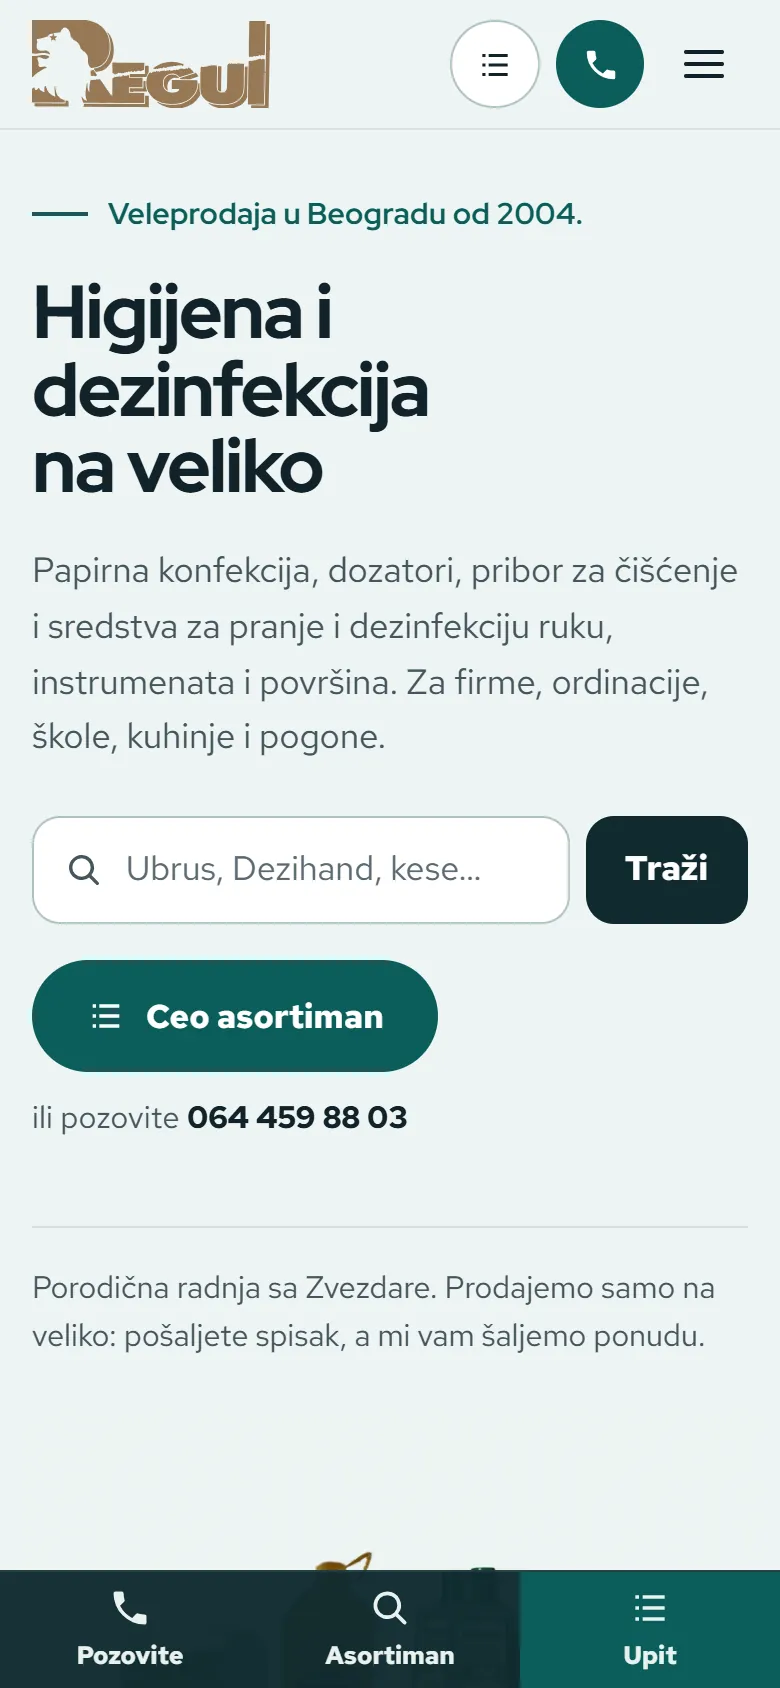 Regul
Veleprodaja u Beogradu od 2004.
Higijena i
dezinfekcija
na veliko
Papirna konfekcija, dozatori, pribor za čišćenje
i sredstva za pranje i dezinfekciju ruku,
instrumenata i površina. Za firme, ordinacije,
škole, kuhinje i pogone.
Ubrus, Dezihand, kese...
Traži
Ceo asortiman
ili pozovite 064 459 88 03
Porodična radnja sa Zvezdare. Prodajemo samo na
veliko: pošaljete spisak, a mi vam šaljemo ponudu.
Pozovite
Asortiman
Upit